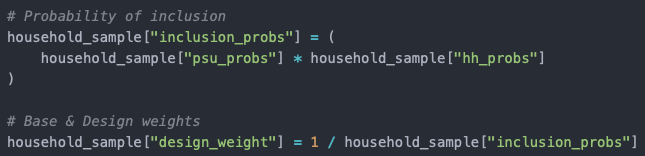 # Probability of inclusion
household_sample["inclusion_probs"] = (
    household_sample["psu_probs"] * household_sample["hh_probs"]
)
# Base & Design weights
household_sample["design_weight"] = 1 / household_sample["inclusion_probs"]